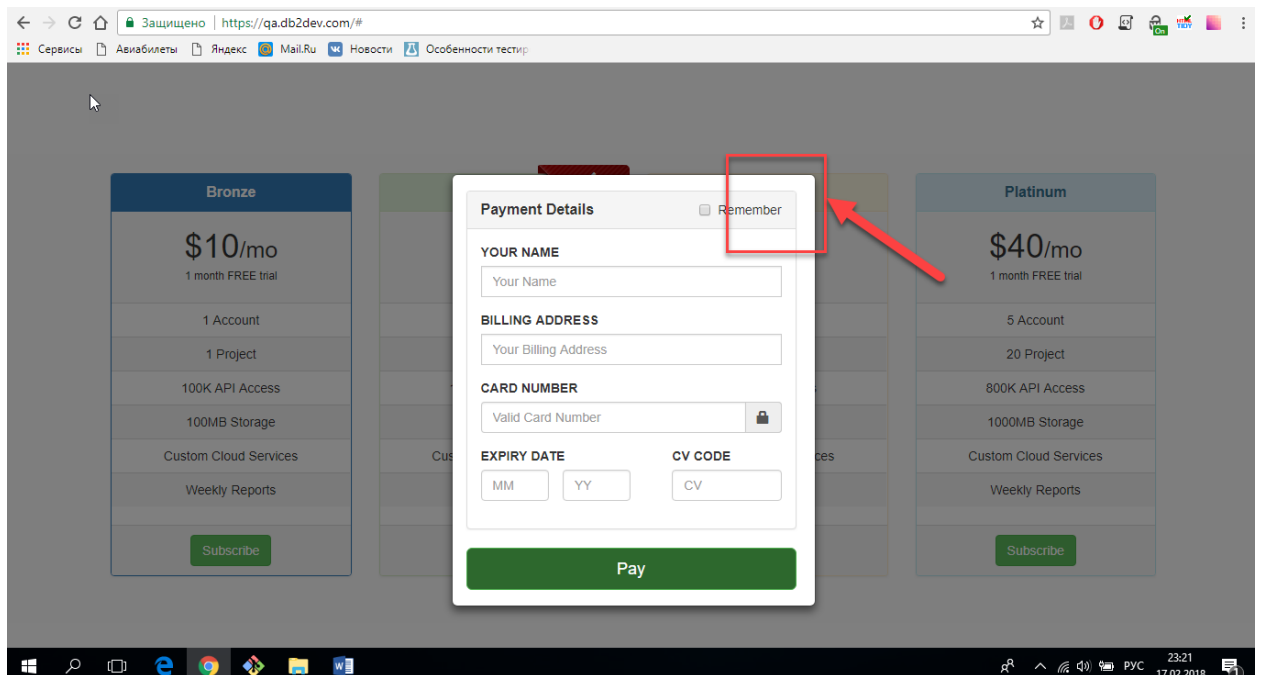 Защищено | https://qa.db2dev.com/#
Сервисы Авиабилеты Яндекс Mail.Ru Новости Особенности тестир
Bronze
$10/mo
1 month FREE trial
1 Account
1 Project
100K API Access
100MB Storage
Custom Cloud Services
Weekly Reports
Subscribe
Payment Details
Remember
YOUR NAME
Your Name
BILLING ADDRESS
Your Billing Address
CARD NUMBER
Valid Card Number
EXPIRY DATE CV CODE
MM YY CV
Pay
Platinum
$40/mo
1 month FREE trial
5 Account
20 Project
800K API Access
1000MB Storage
Custom Cloud Services
Weekly Reports
Subscribe
РУС
23:21
17.02.2018